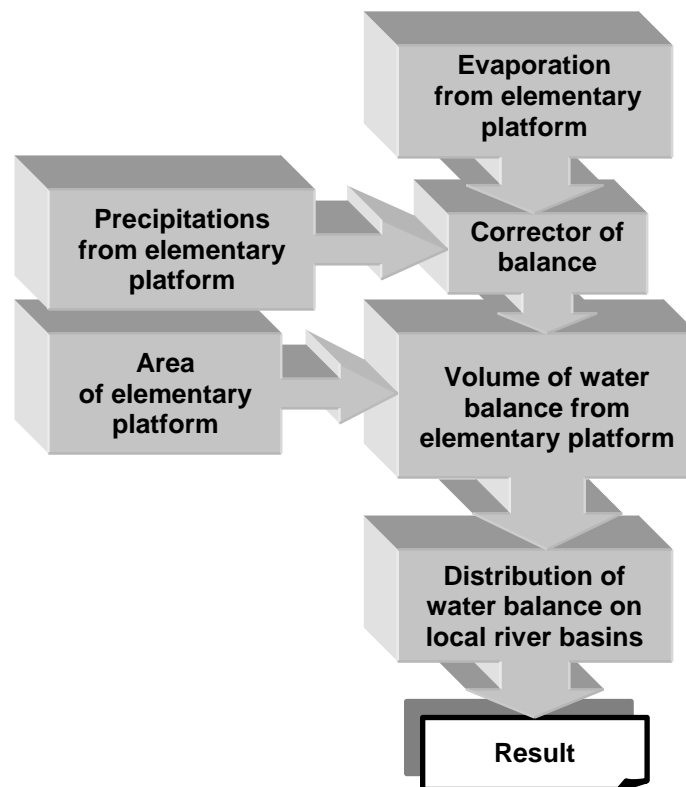 Evaporation
from elementary
platform
Precipitations
from elementary
platform
Corrector of
balance
Area
of elementary
platform
Volume of water
balance from
elementary platform
Distribution of
water balance on
local river basins
Result